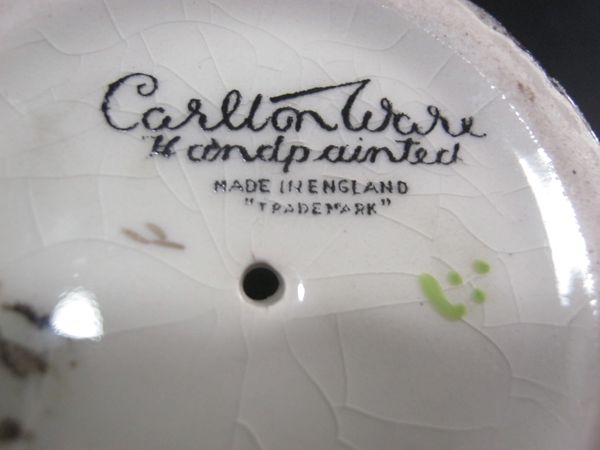 Carlton Ware
Handpainted
MADE IN ENGLAND
"TRADEMARK"